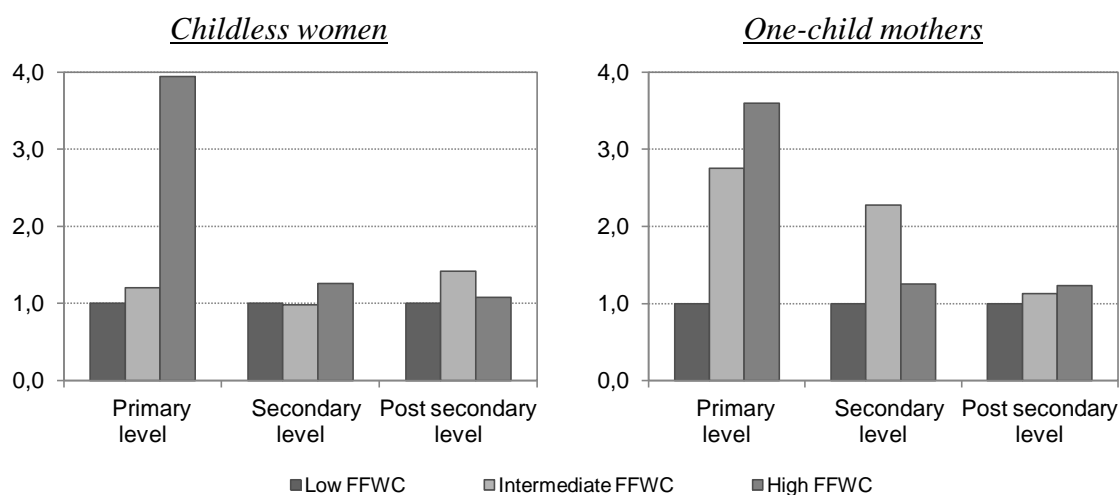 Childless women
4,0
3,0
2,0
1,0
0,0
Primary level
Secondary level
Post secondary level
One-child mothers
4,0
3,0
2,0
1,0
0,0
Primary level
Secondary level
Post secondary level
Low FFWC
Intermediate FFWC
High FFWC